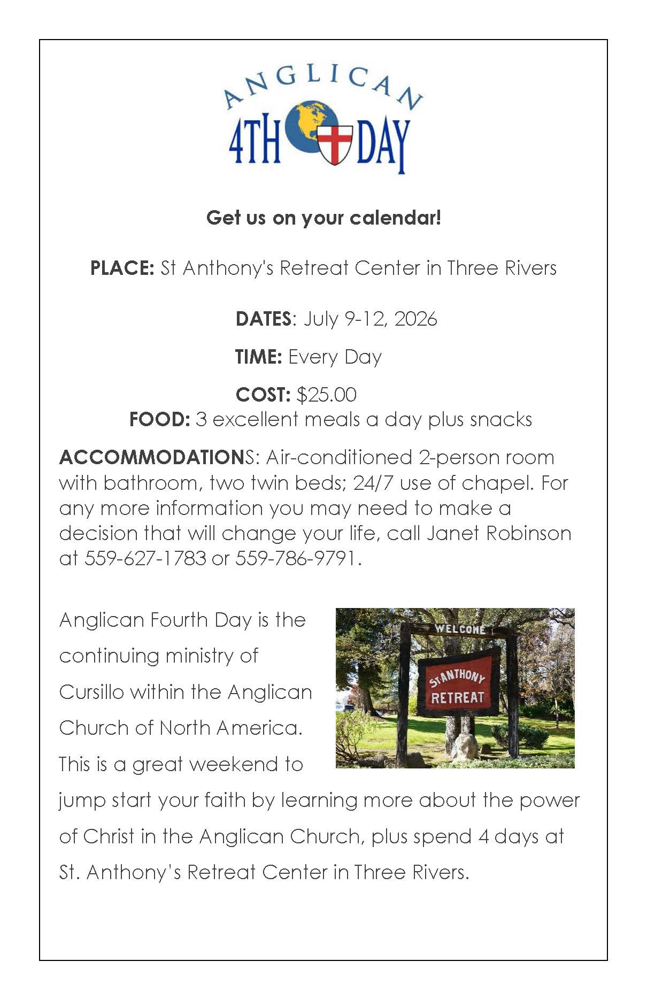 ANGLICAN
4TH DAY
Get us on your calendar!
PLACE: St Anthony's Retreat Center in Three Rivers
DATES: July 9-12, 2026
TIME: Every Day
COST: $25.00
FOOD: 3 excellent meals a day plus snacks
ACCOMMODATIONS: Air-conditioned 2-person room
with bathroom, two twin beds; 24/7 use of chapel. For
any more information you may need to make a
decision that will change your life, call Janet Robinson
at 559-627-1783 or 559-786-9791.
Anglican Fourth Day is the
continuing ministry of
Cursillo within the Anglican
Church of North America.
This is a great weekend to
jump start your faith by learning more about the power
of Christ in the Anglican Church, plus spend 4 days at
St. Anthony’s Retreat Center in Three Rivers.
WELCOME
ST ANTHONY
RETREAT